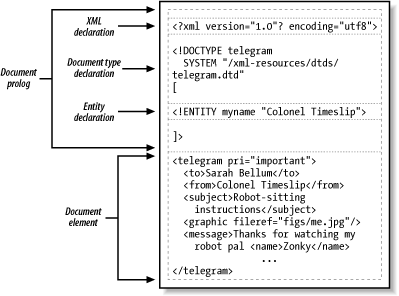 XML
declaration
Document type
declaration
Document
prolog
Entity
declaration
Document
element
<?xml version="1.0"? encoding="utf8">
<!DOCTYPE telegram
SYSTEM "/xml-resources/dtds/
telegram.dtd"
[
<!ENTITY myname "Colonel Timeslip">
]>
<telegram pri="important">
<to>Sarah Bellum</to>
<from>Colonel Timeslip</from>
<subject>Robot-sitting
instructions</subject>
<graphic fileref="figs/me.jpg"/>
<message>Thanks for watching my
robot pal <name>Zonky</name>
...
</telegram>